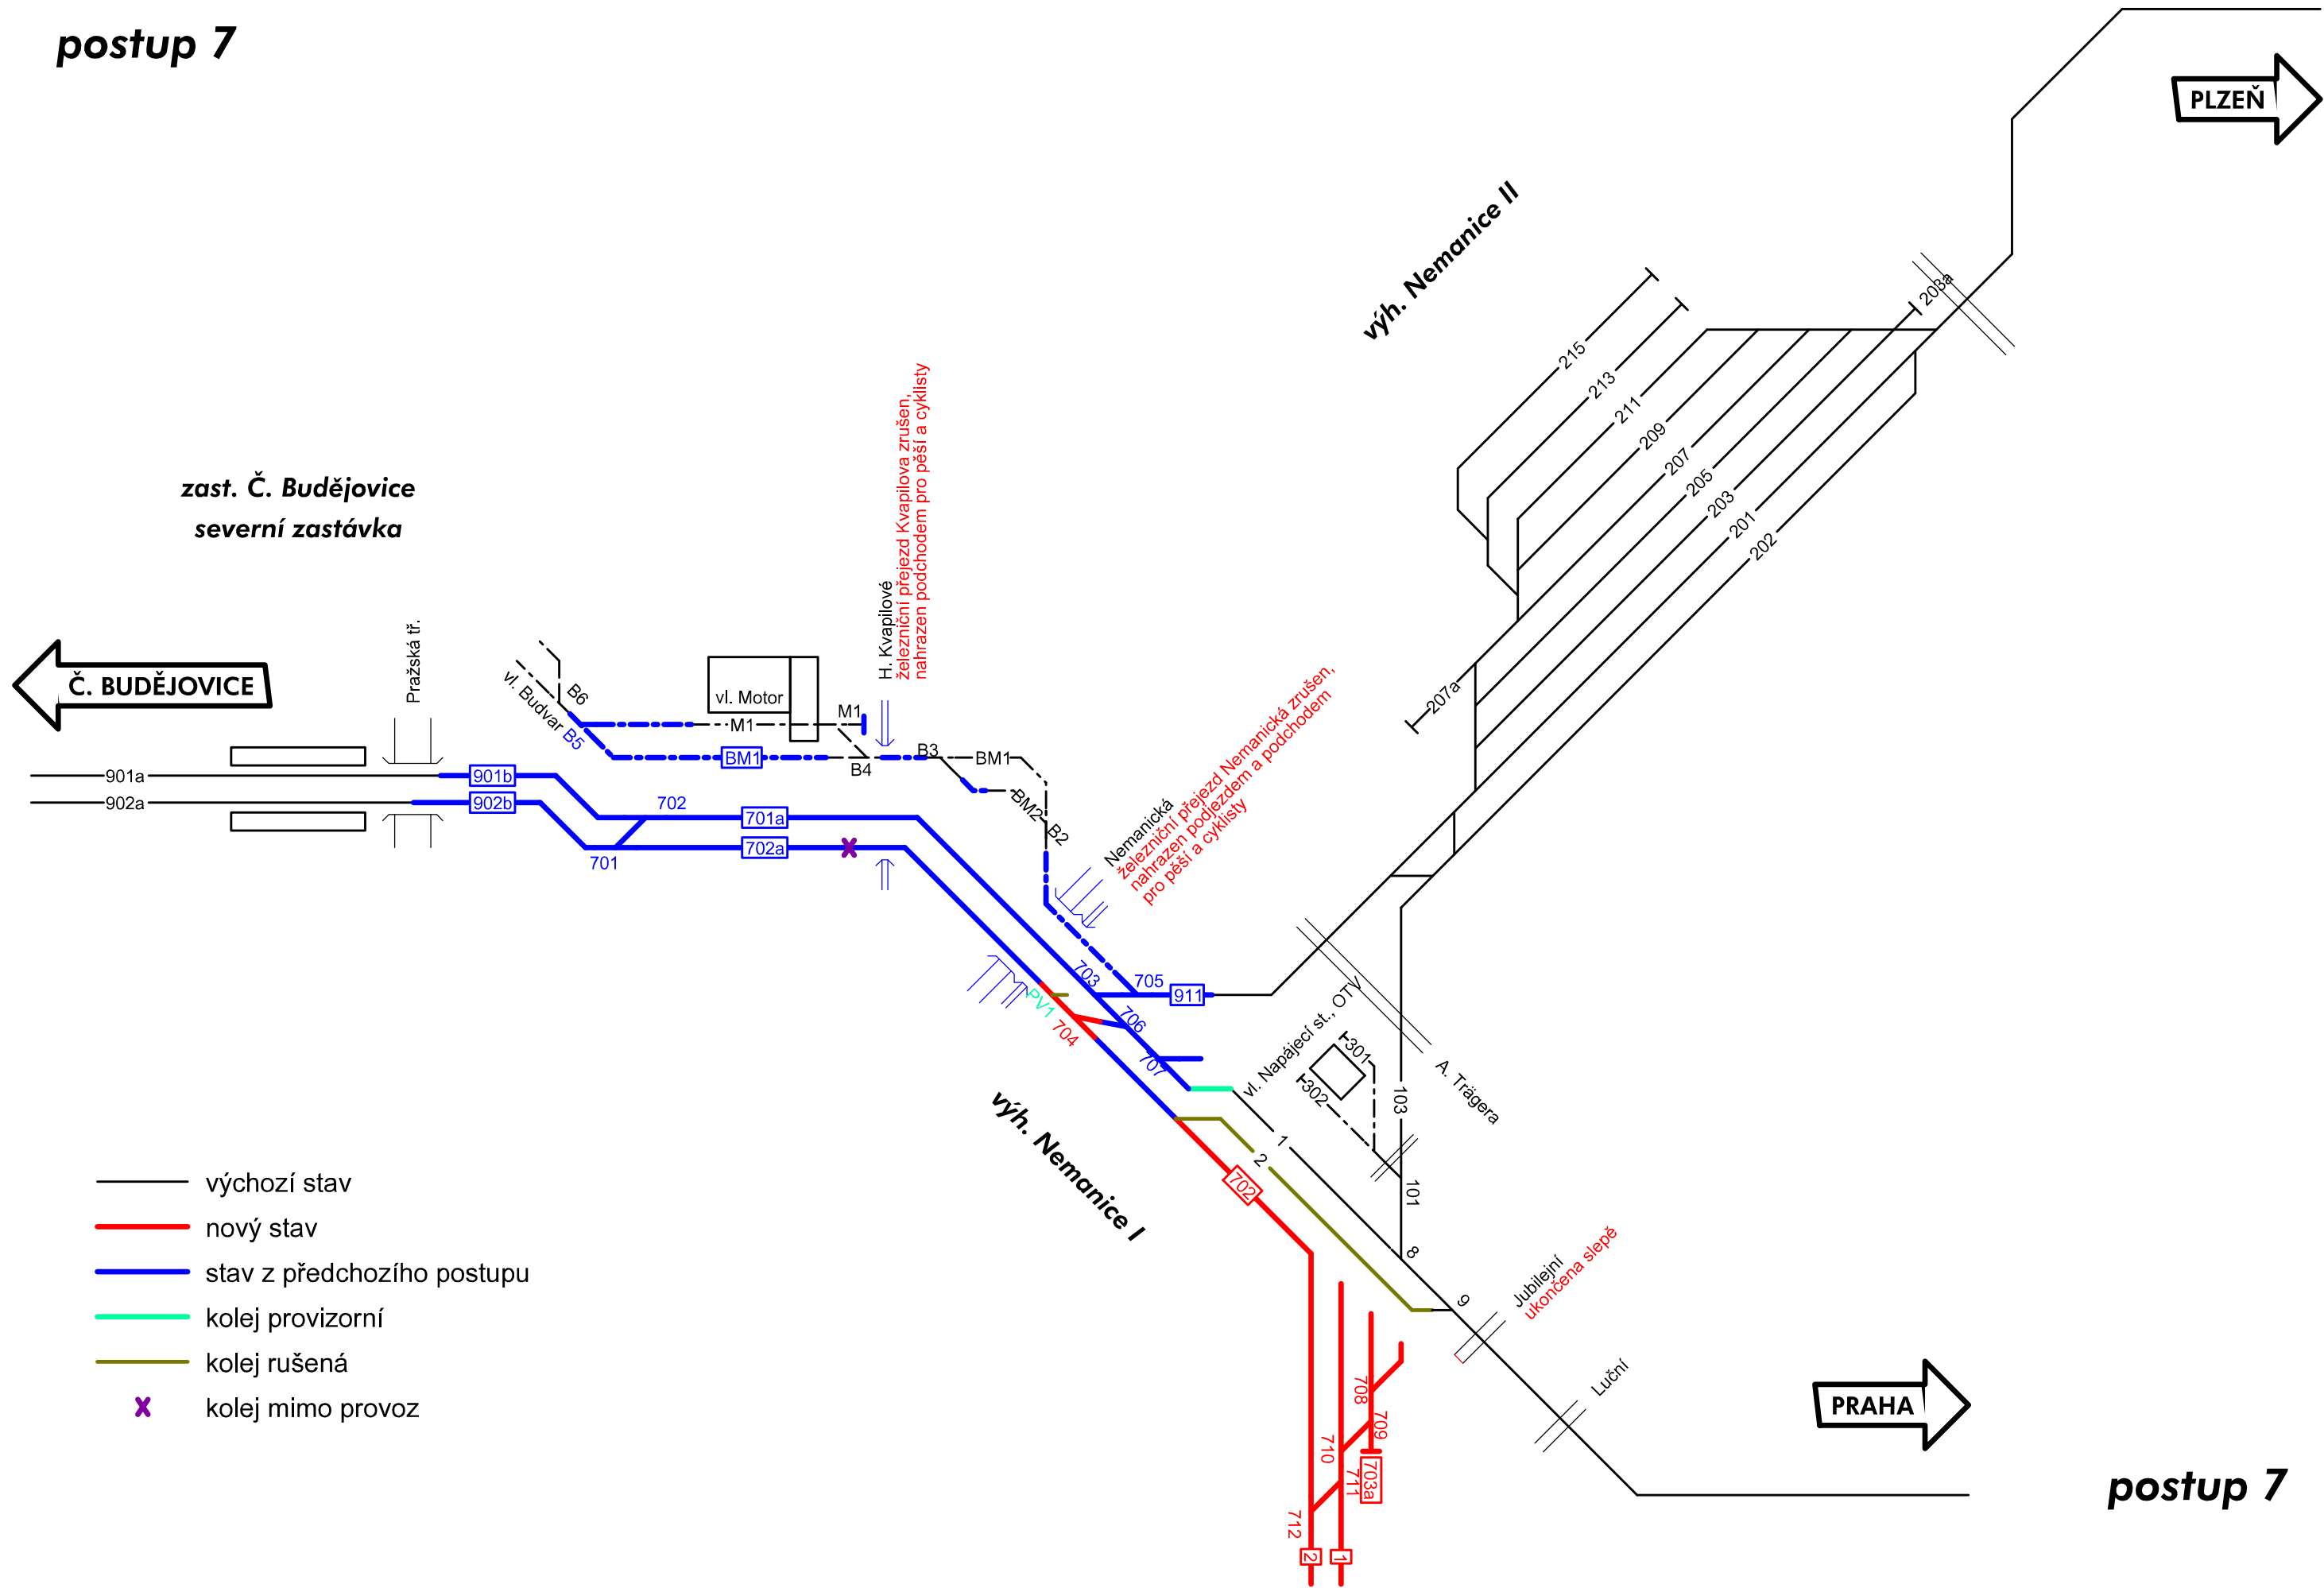 postup 7
PLZEŇ
výh. Nemanice II
203a
215
213
211
209
207
205
203
201
202
207a
zast. Č. Budějovice
severní zastávka
H. Kvapilové
železniční přejezd Kvapilova zrušen,
nahrazen podchodem pro pěší a cyklisty
Č. BUDĚJOVICE
Pražská tř.
vl. Budvar
B6
B5
vl. Motor
M1
M1
BM1
B4
B3
BM1
BM2
B2
901a
902a
901b
902b
702
701
701a
702a
Nemanická
železniční přejezd Nemanická zrušen,
nahrazen podjezdem a podchodem
pro pěší a cyklisty
703
705
911
PV1
704
706
707
vl. Napájecí st., OTV
301
302
A. Trägera
103
101
výh. Nemanice I
1
2
702
8
9
Jubilejní
ukončena slepě
Luční
výchozí stav
nový stav
stav z předchozího postupu
kolej provizorní
kolej rušená
kolej mimo provoz
708
709
710
711
703a
712
2
1
PRAHA
postup 7